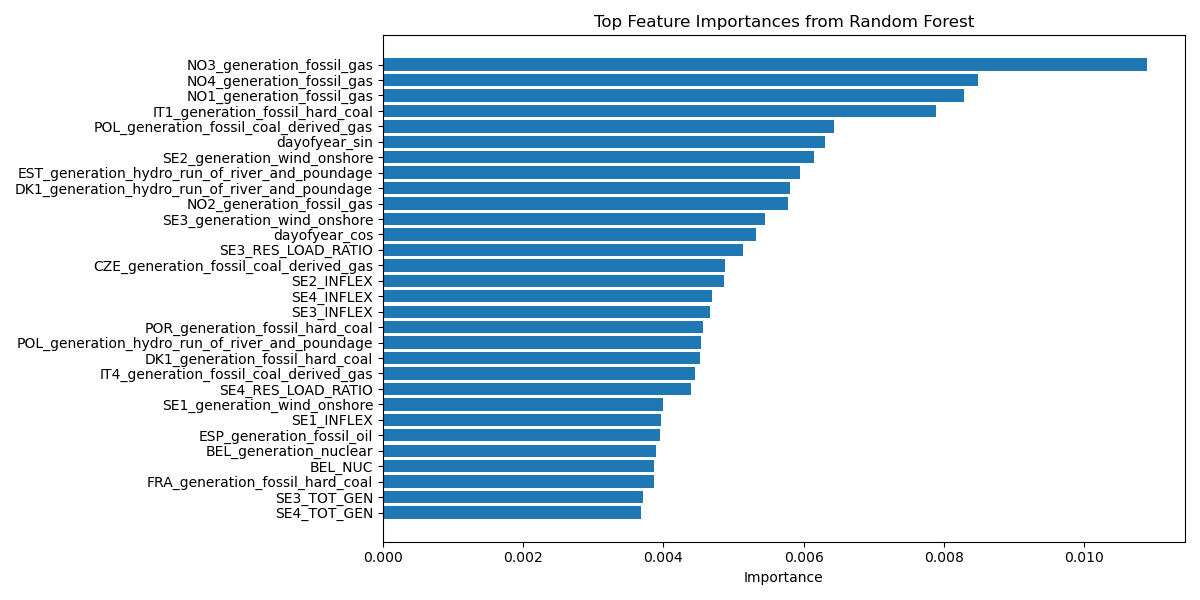 Top Feature Importances from Random Forest
NO3_generation_fossil_gas
NO4_generation_fossil_gas
NO1_generation_fossil_gas
IT1_generation_fossil_hard_coal
POL_generation_fossil_coal_derived_gas
dayofyear_sin
SE2_generation_wind_onshore
EST_generation_hydro_run_of_river_and_poundage
DK1_generation_hydro_run_of_river_and_poundage
NO2_generation_fossil_gas
SE3_generation_wind_onshore
dayofyear_cos
SE3_RES_LOAD_RATIO
CZE_generation_fossil_coal_derived_gas
SE2_INFLEX
SE4_INFLEX
SE3_INFLEX
POR_generation_fossil_hard_coal
POL_generation_hydro_run_of_river_and_poundage
DK1_generation_fossil_hard_coal
IT4_generation_fossil_coal_derived_gas
SE4_RES_LOAD_RATIO
SE1_generation_wind_onshore
SE1_INFLEX
ESP_generation_fossil_oil
BEL_generation_nuclear
BEL_NUC
FRA_generation_fossil_hard_coal
SE3_TOT_GEN
SE4_TOT_GEN
0.000 0.002 0.004 0.006 0.008 0.010
Importance